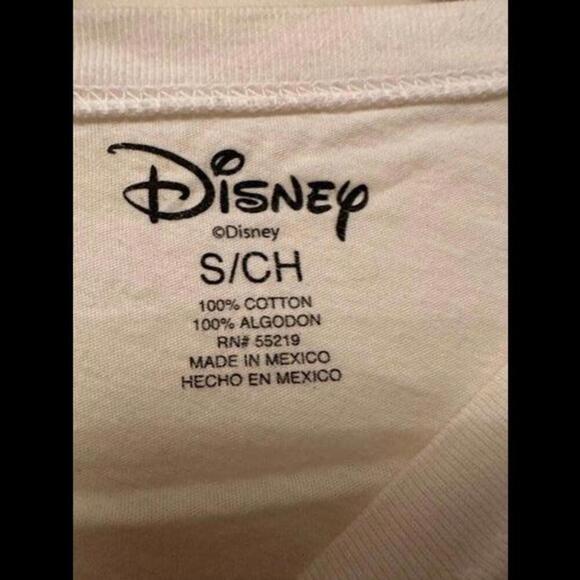 Disney
©Disney
S/CH
100% COTTON
100% ALGODON
RN# 55219
MADE IN MEXICO
HECHO EN MEXICO